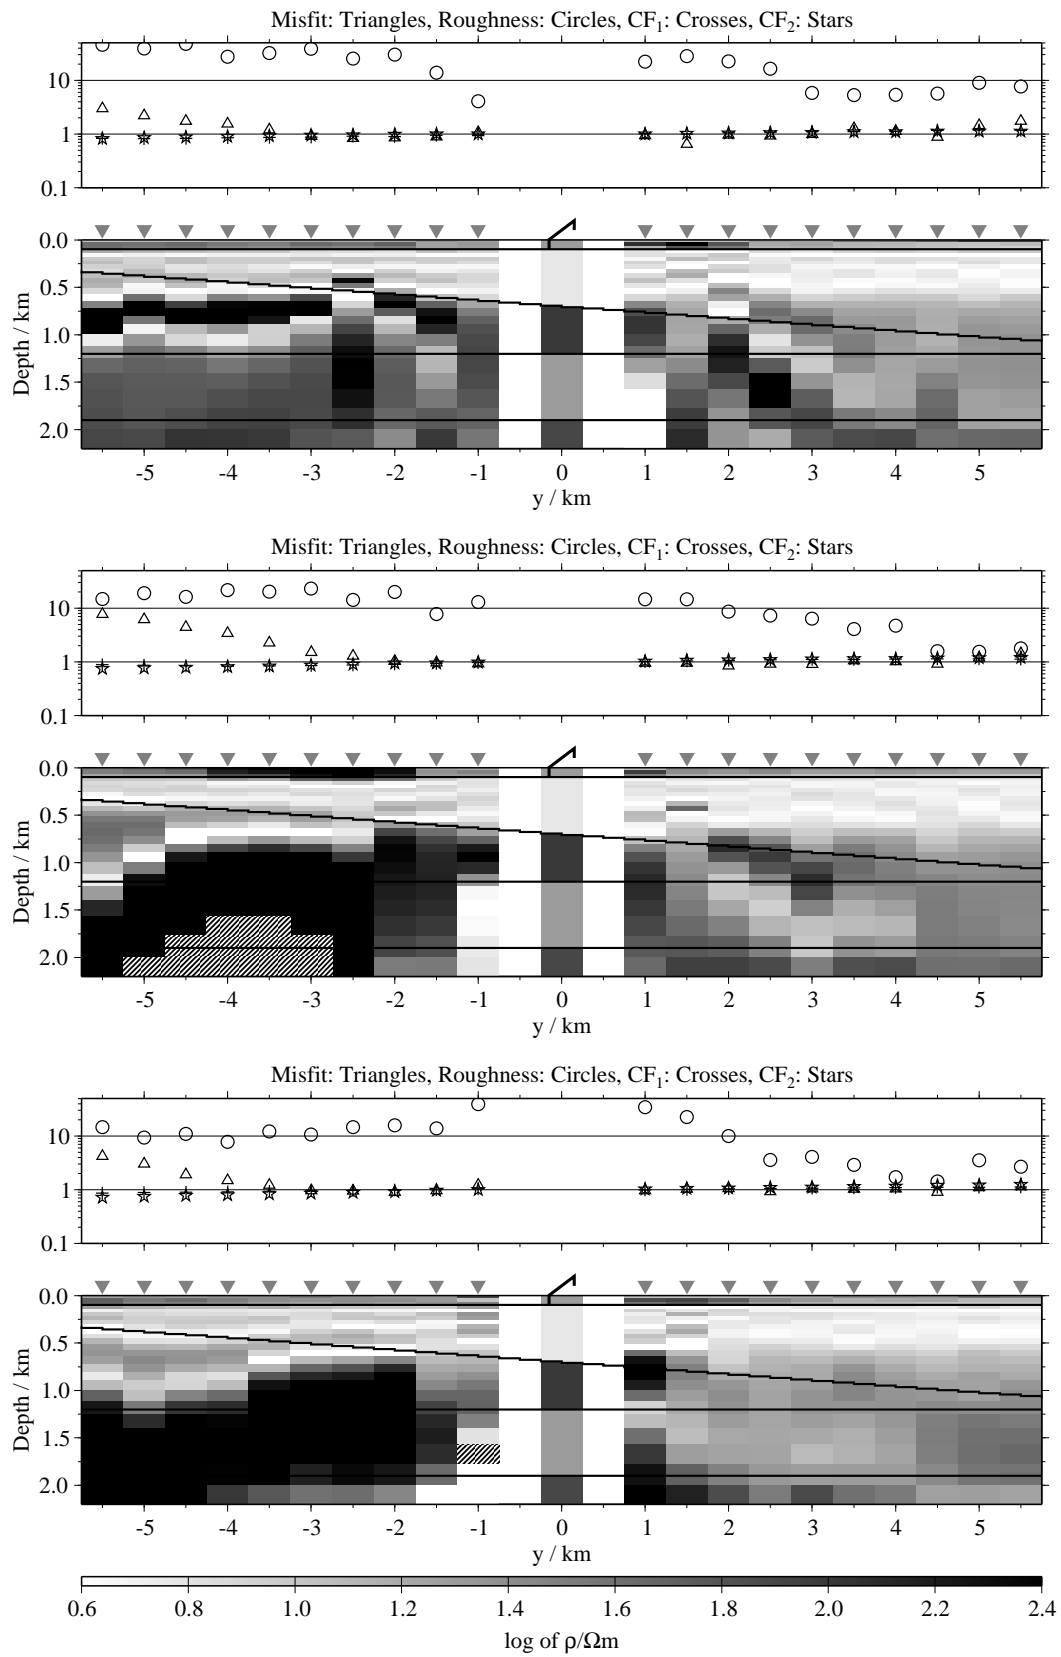 Misfit: Triangles, Roughness: Circles, CF1: Crosses, CF2: Stars
10
1
0.1
0.0
0.5
1.0
1.5
2.0
Depth / km
-5 -4 -3 -2 -1 0 1 2 3 4 5
y / km
Misfit: Triangles, Roughness: Circles, CF1: Crosses, CF2: Stars
10
1
0.1
0.0
0.5
1.0
1.5
2.0
Depth / km
-5 -4 -3 -2 -1 0 1 2 3 4 5
y / km
Misfit: Triangles, Roughness: Circles, CF1: Crosses, CF2: Stars
10
1
0.1
0.0
0.5
1.0
1.5
2.0
Depth / km
-5 -4 -3 -2 -1 0 1 2 3 4 5
y / km
0.6 0.8 1.0 1.2 1.4 1.6 1.8 2.0 2.2 2.4
log of ρ/Ωm